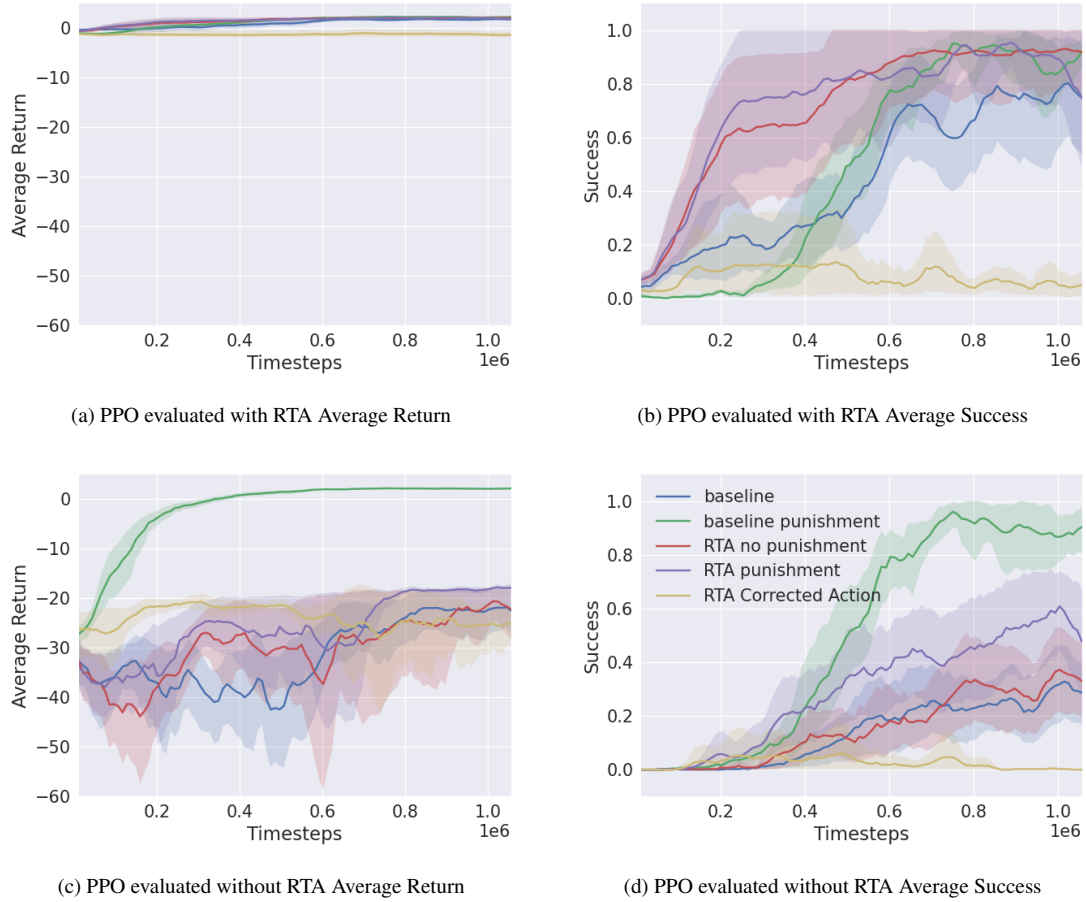 0
−10
−20
−30
−40
−50
−60
Average Return
0.2 0.4 0.6 0.8 1.0
1e6
Timesteps
(a) PPO evaluated with RTA Average Return
1.0
0.8
0.6
0.4
0.2
0.0
Success
0.2 0.4 0.6 0.8 1.0
1e6
Timesteps
(b) PPO evaluated with RTA Average Success
0
−10
−20
−30
−40
−50
−60
Average Return
0.2 0.4 0.6 0.8 1.0
1e6
Timesteps
(c) PPO evaluated without RTA Average Return
1.0
0.8
0.6
0.4
0.2
0.0
Success
baseline
baseline punishment
RTA no punishment
RTA punishment
RTA Corrected Action
0.2 0.4 0.6 0.8 1.0
1e6
Timesteps
(d) PPO evaluated without RTA Average Success